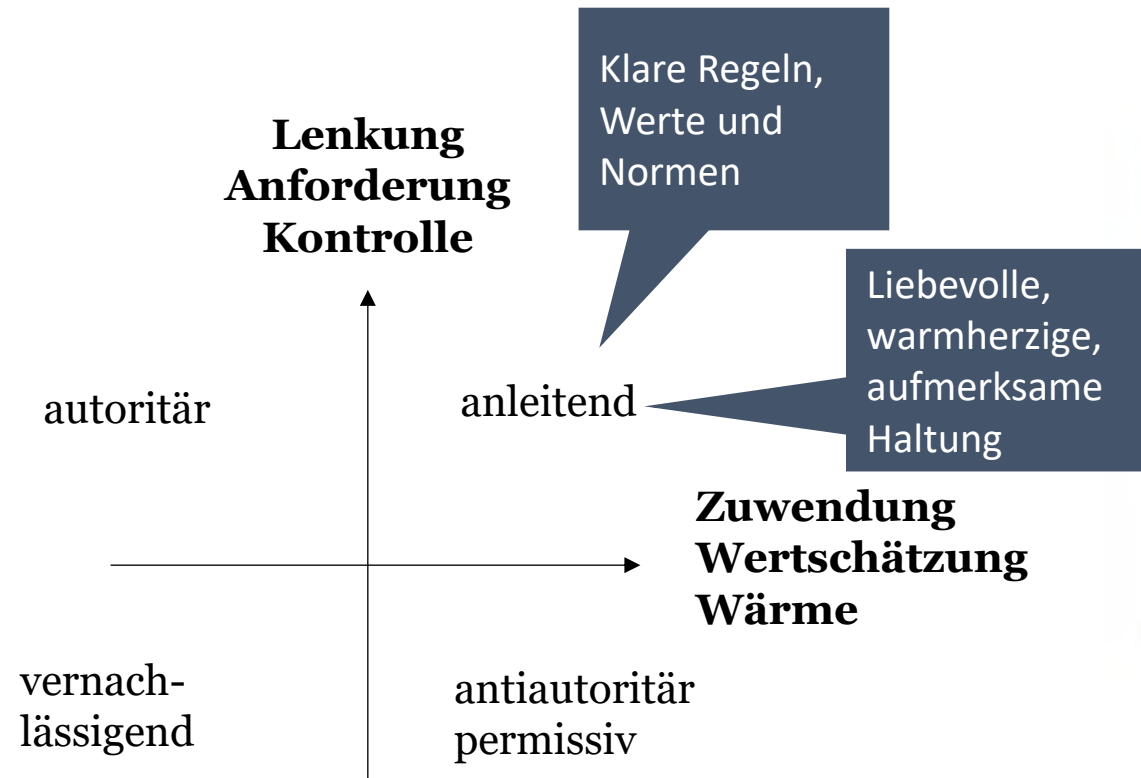 Klare Regeln,
Werte und
Normen
Lenkung
Anforderung
Kontrolle
Liebevolle,
warmherzige,
aufmerksame
Haltung
autoritär
anleitend
Zuwendung
Wertschätzung
Wärme
vernach-
lässigend
antiautoritär
permissiv